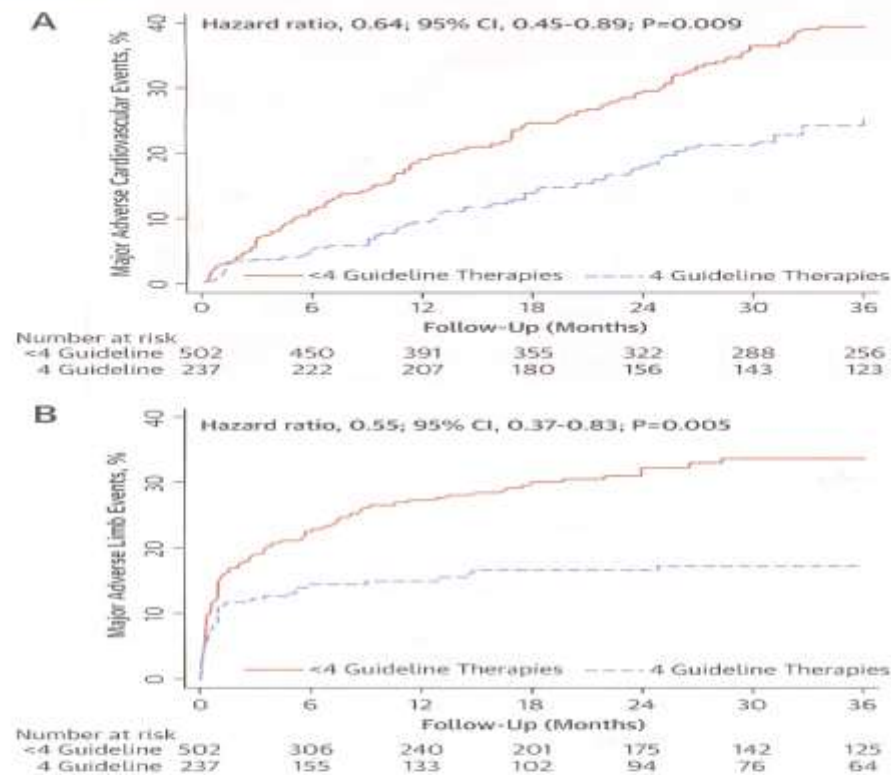 A
Hazard ratio, 0.64; 95% CI, 0.45-0.89; P=0.009
Major Adverse Cardiovascular Events, %
40
30
20
10
0
<4 Guideline Therapies
4 Guideline Therapies
0 6 12 18 24 30 36
Follow-Up (Months)
Number at risk
<4 Guideline 502 450 391 355 322 288 256
4 Guideline 237 222 207 180 156 143 123
B
Hazard ratio, 0.55; 95% CI, 0.37-0.83; P=0.005
Major Adverse Limb Events, %
40
30
20
10
0
<4 Guideline Therapies
4 Guideline Therapies
0 6 12 18 24 30 36
Follow-Up (Months)
Number at risk
<4 Guideline 502 306 240 201 175 142 125
4 Guideline 237 155 133 102 94 76 64